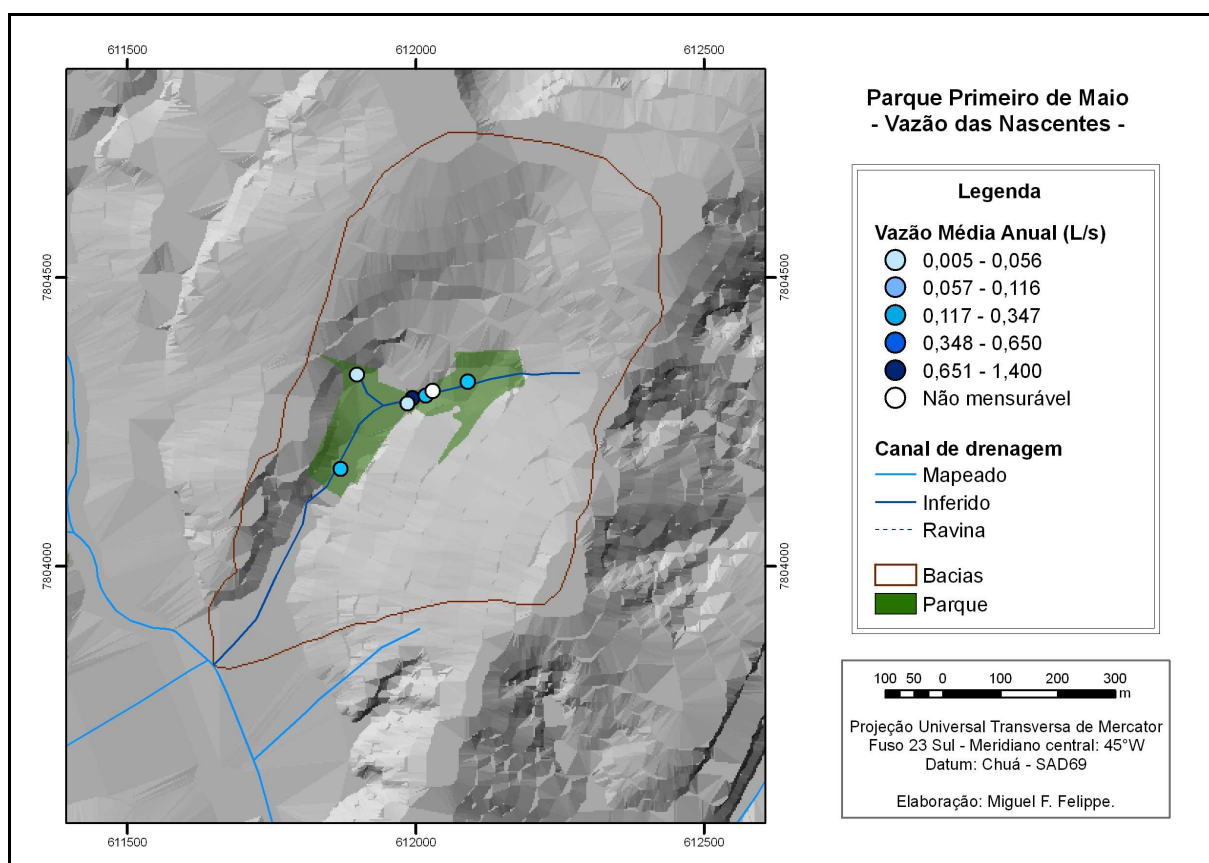 611500
612000
612500
7804500
7804500
7804000
7804000
611500
612000
612500
Parque Primeiro de Maio
- Vazão das Nascentes -
Legenda
Vazão Média Anual (L/s)
0,005 - 0,056
0,057 - 0,116
0,117 - 0,347
0,348 - 0,650
0,651 - 1,400
Não mensurável
Canal de drenagem
Mapeado
Inferido
Ravina
Bacias
Parque
100 50 0 100 200 300
m
Projeção Universal Transversa de Mercator
Fuso 23 Sul - Meridiano central: 45°W
Datum: Chuá - SAD69
Elaboração: Miguel F. Felippe.